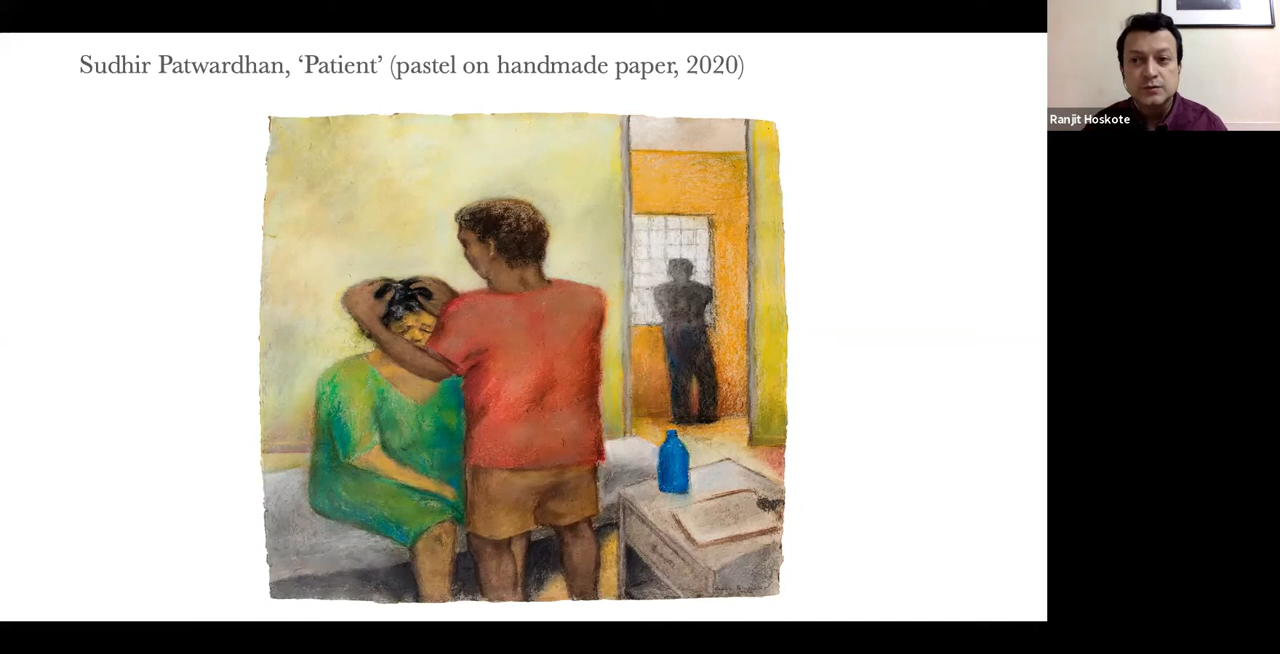 Sudhir Patwardhan, ‘Patient’ (pastel on handmade paper, 2020)
Ranjit Hoskote